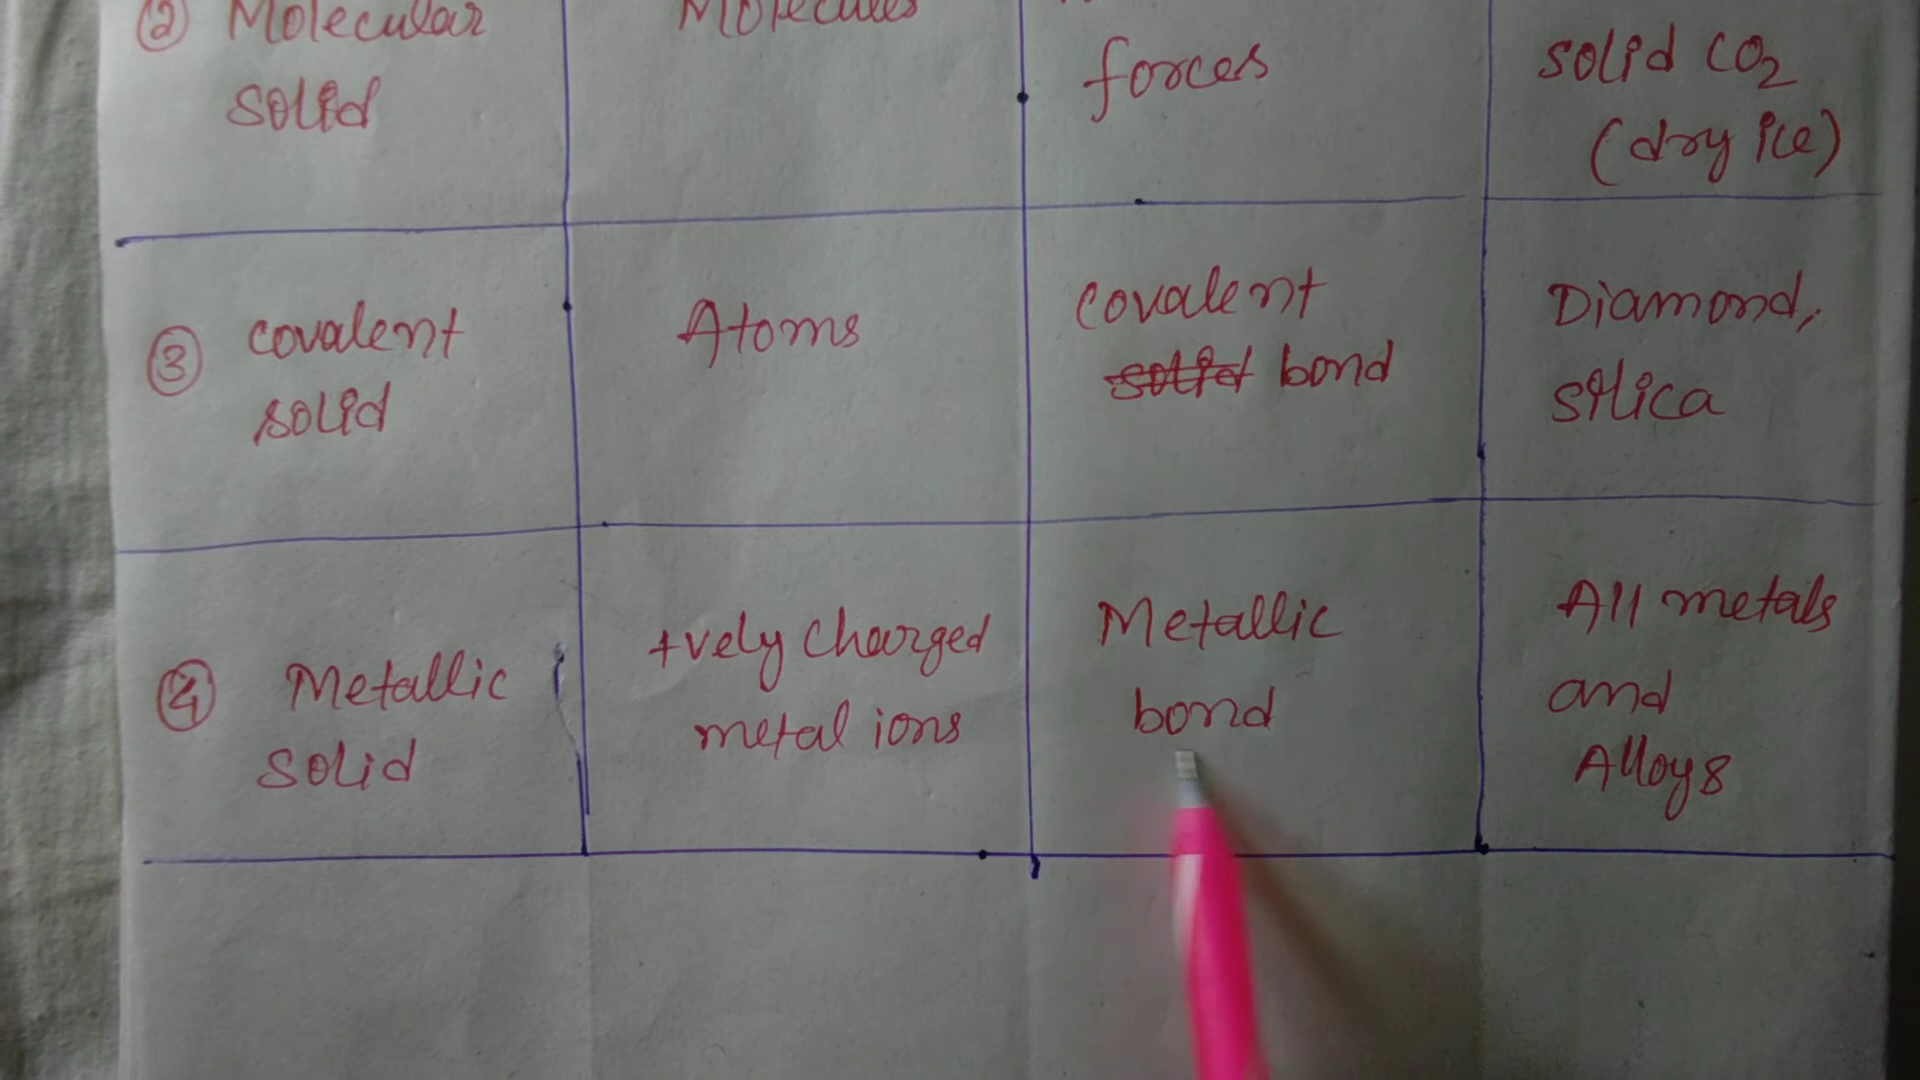 ② Molecular
solid
Molecules
forces
solid CO₂
(dry ice)
③ covalent
solid
Atoms
covalent
solid bond
Diamond,
silica
④ Metallic
solid
+vely charged
metal ions
Metallic
bond
All metals
and
Alloys